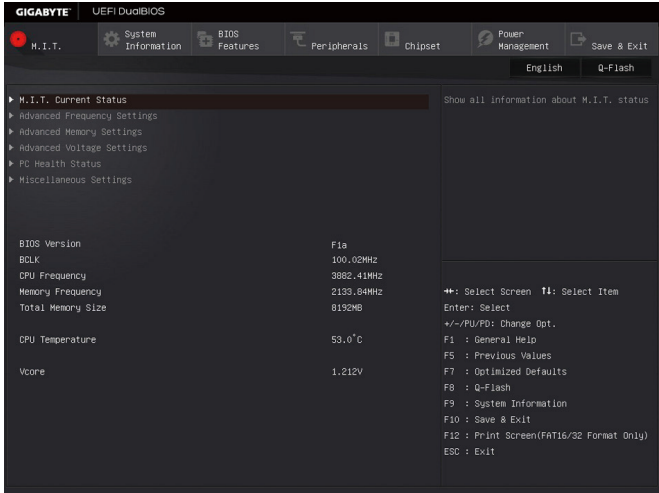 GIGABYTE™ UEFI DualBIOS
M.I.T.
System
Information
BIOS
Features
Peripherals
Chipset
Power
Management
Save & Exit
English Q-Flash
M.I.T. Current Status
Advanced Frequency Settings
Advanced Memory Settings
Advanced Voltage Settings
PC Health Status
Miscellaneous Settings
Show all information about M.I.T. status
BIOS Version F1a
BCLK 100.02MHz
CPU Frequency 3882.41MHz
Memory Frequency 2133.84MHz
Total Memory Size 8192MB
CPU Temperature 53.0°C
Vcore 1.212V
→←: Select Screen ↑↓: Select Item
Enter: Select
+/-/PU/PD: Change Opt.
F1 : General Help
F5 : Previous Values
F7 : Optimized Defaults
F8 : Q-Flash
F9 : System Information
F10 : Save & Exit
F12 : Print Screen(FAT16/32 Format Only)
ESC : Exit